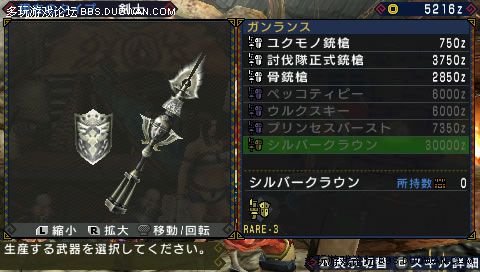 剣士
多玩游戏论坛 BBS.DUOWAN.COM
5216z
ガンランス
ユクモノ銃槍 750z
討伐隊正式銃槍 3750z
骨銃槍 2850z
ペッコティピー 6000z
ウルクスキー 6000z
プリンセスバースト 7350z
シルバークラウン 30000z
シルバークラウン 所持数 0
RARE-3
L 縮小 R 拡大 移動/回転
生産する武器を選択してください。
スキル詳細